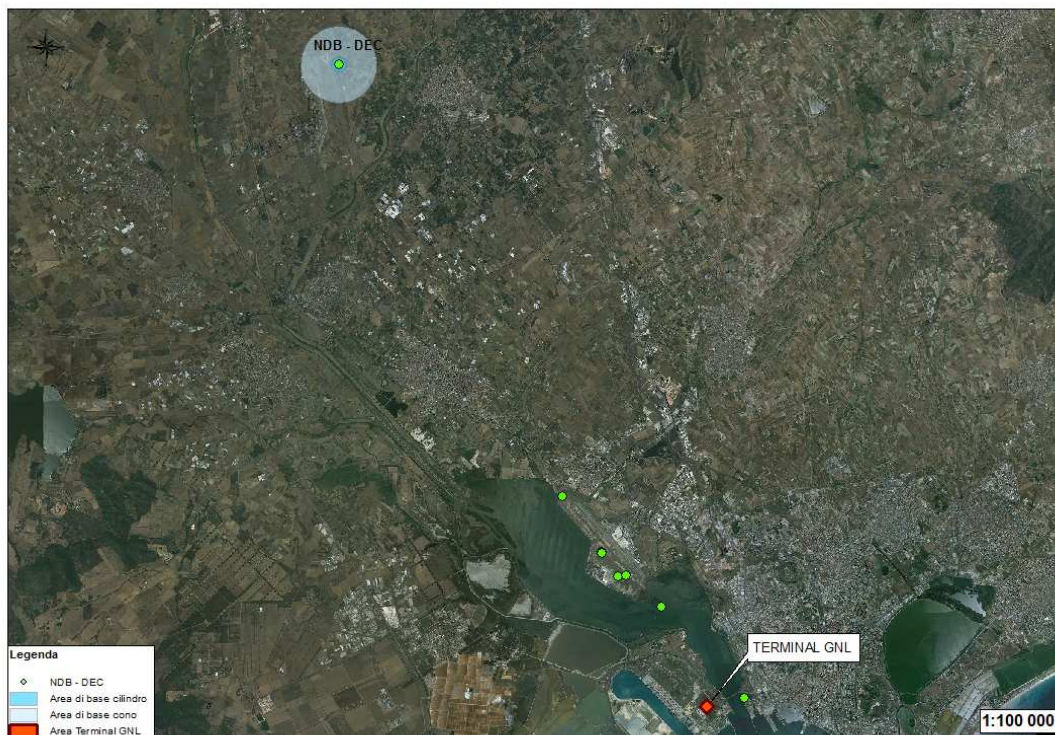 NDB - DEC
TERMINAL GNL
Legenda
NDB - DEC
Area di base cilindro
Area di base cono
Area Terminal GNL
1:100 000